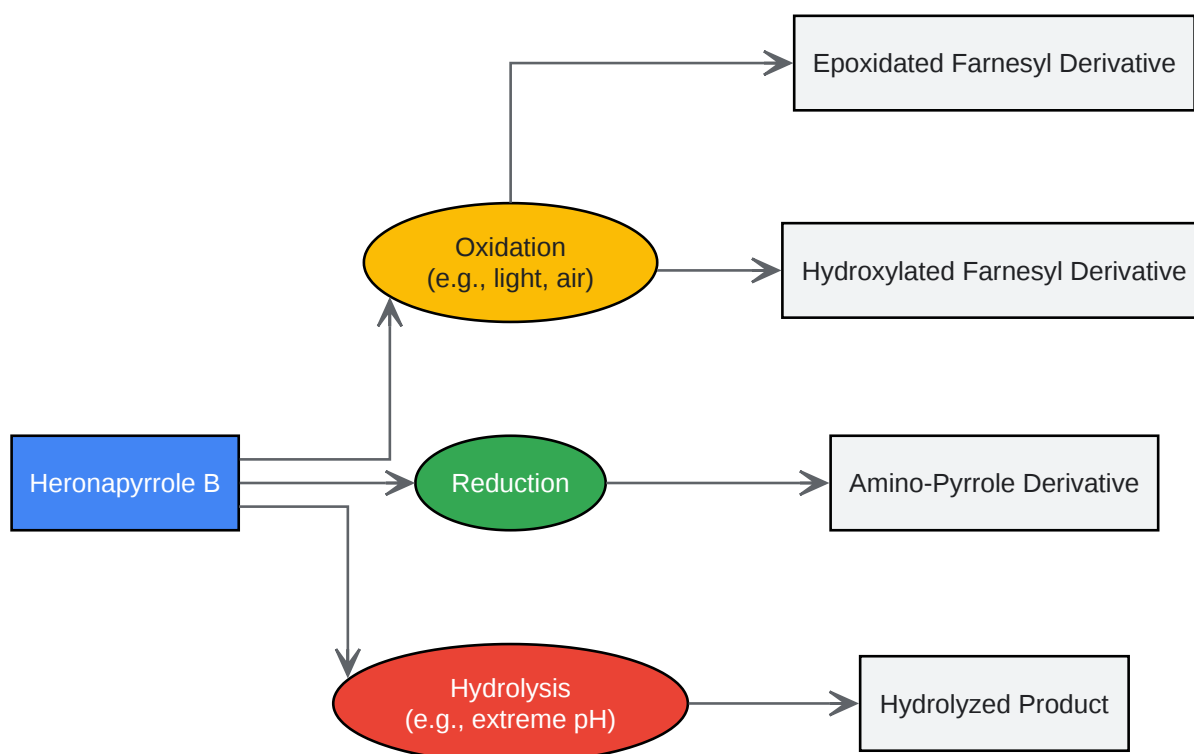 Epoxidated Farnesyl Derivative
Oxidation
(e.g., light, air)
Hydroxylated Farnesyl Derivative
Heronapyrrole B
Reduction
Amino-Pyrrole Derivative
Hydrolysis
(e.g., extreme pH)
Hydrolyzed Product